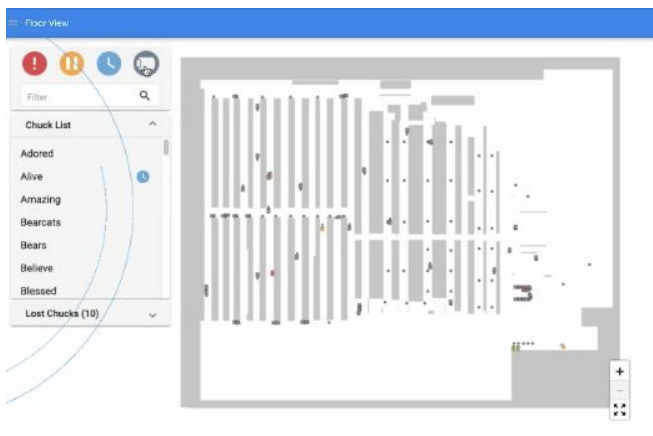 Floor View
Filter
Chuck List
Adored
Alive
Amazing
Bearcats
Bears
Believe
Blessed
Lost Chucks (10)